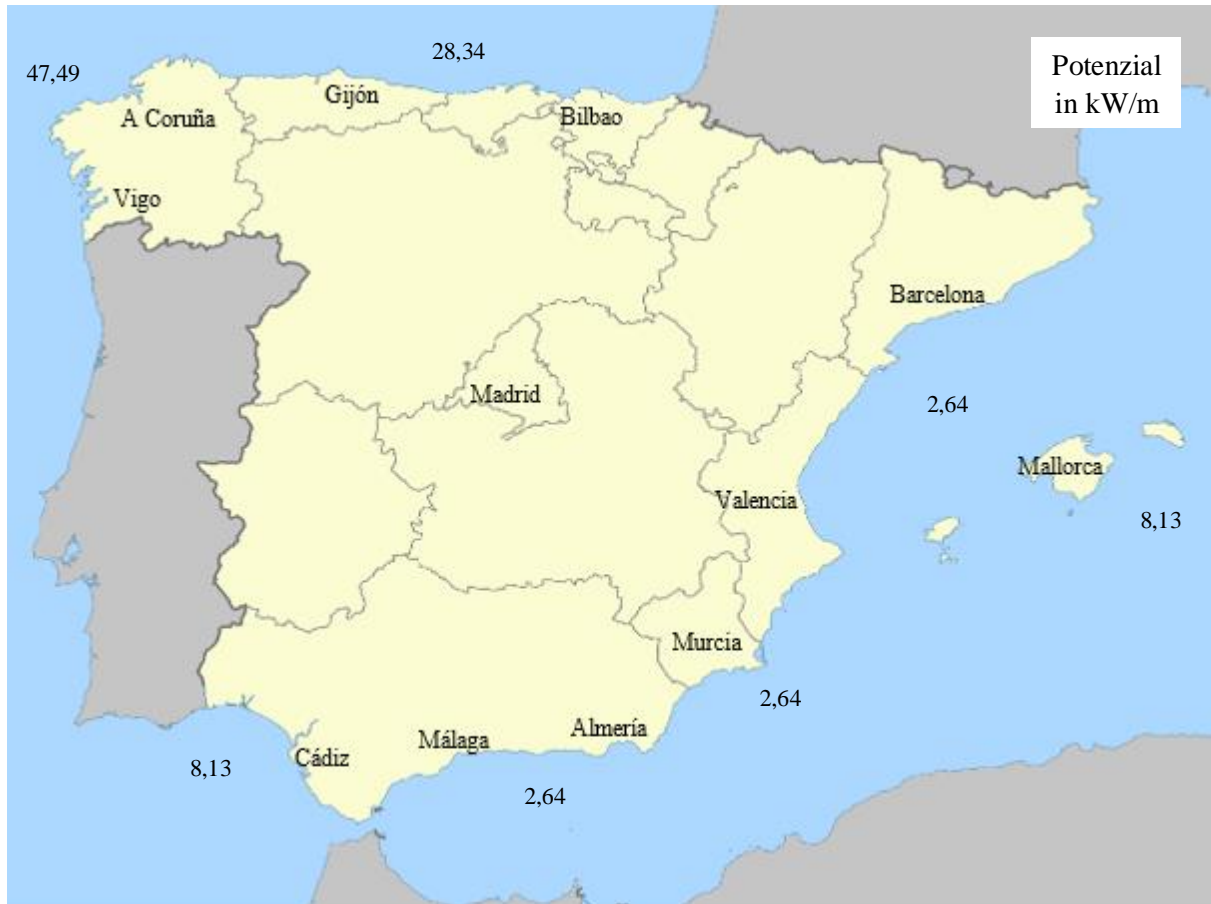 28,34
47,49
Potenzial
in kW/m
Gijón
A Coruña
Bilbao
Vigo
Barcelona
Madrid
2,64
Mallorca
Valencia
8,13
Murcia
2,64
Almería
Málaga
Cádiz
8,13
2,64